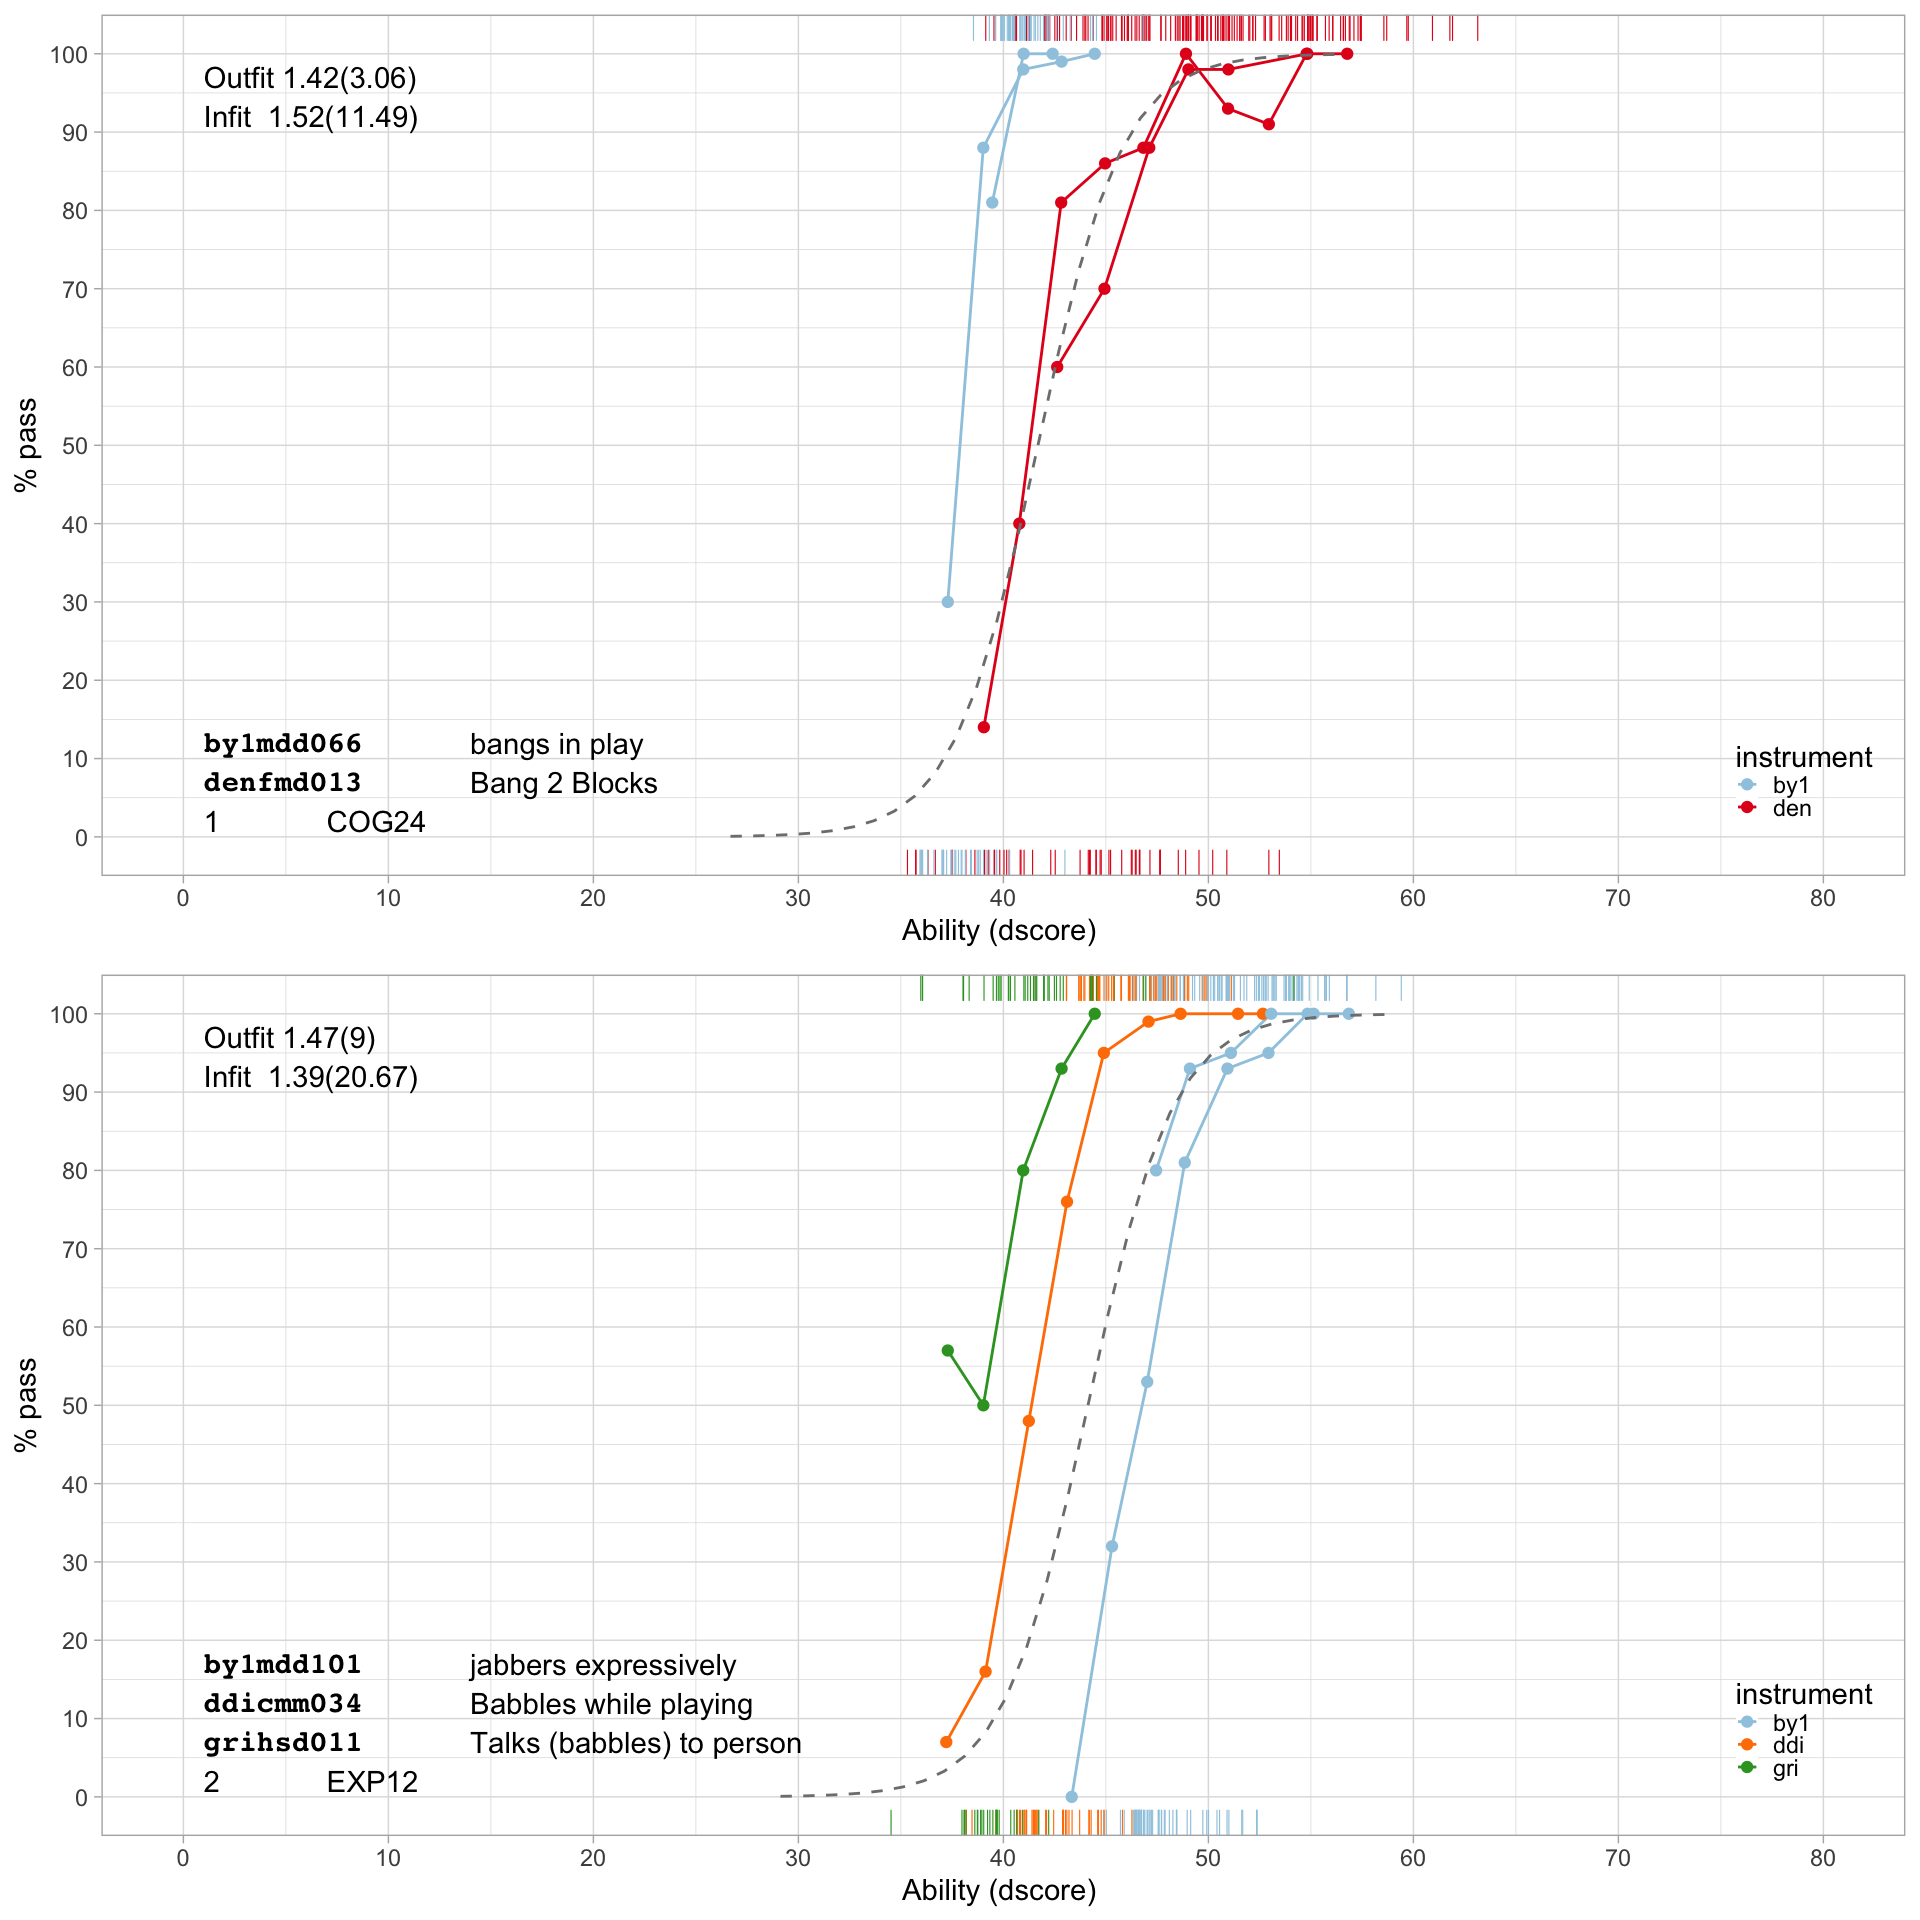 100
90
80
70
60
50
40
30
20
10
0
% pass
Outfit 1.42(3.06)
Infit 1.52(11.49)
by1mdd066 bangs in play
denfmd013 Bang 2 Blocks
1 COG24
instrument
by1
den
0 10 20 30 40 50 60 70 80
Ability (dscore)
100
90
80
70
60
50
40
30
20
10
0
% pass
Outfit 1.47(9)
Infit 1.39(20.67)
by1mdd101 jabbers expressively
ddicmm034 Babbles while playing
grihsd011 Talks (babbles) to person
2 EXP12
instrument
by1
ddi
gri
0 10 20 30 40 50 60 70 80
Ability (dscore)